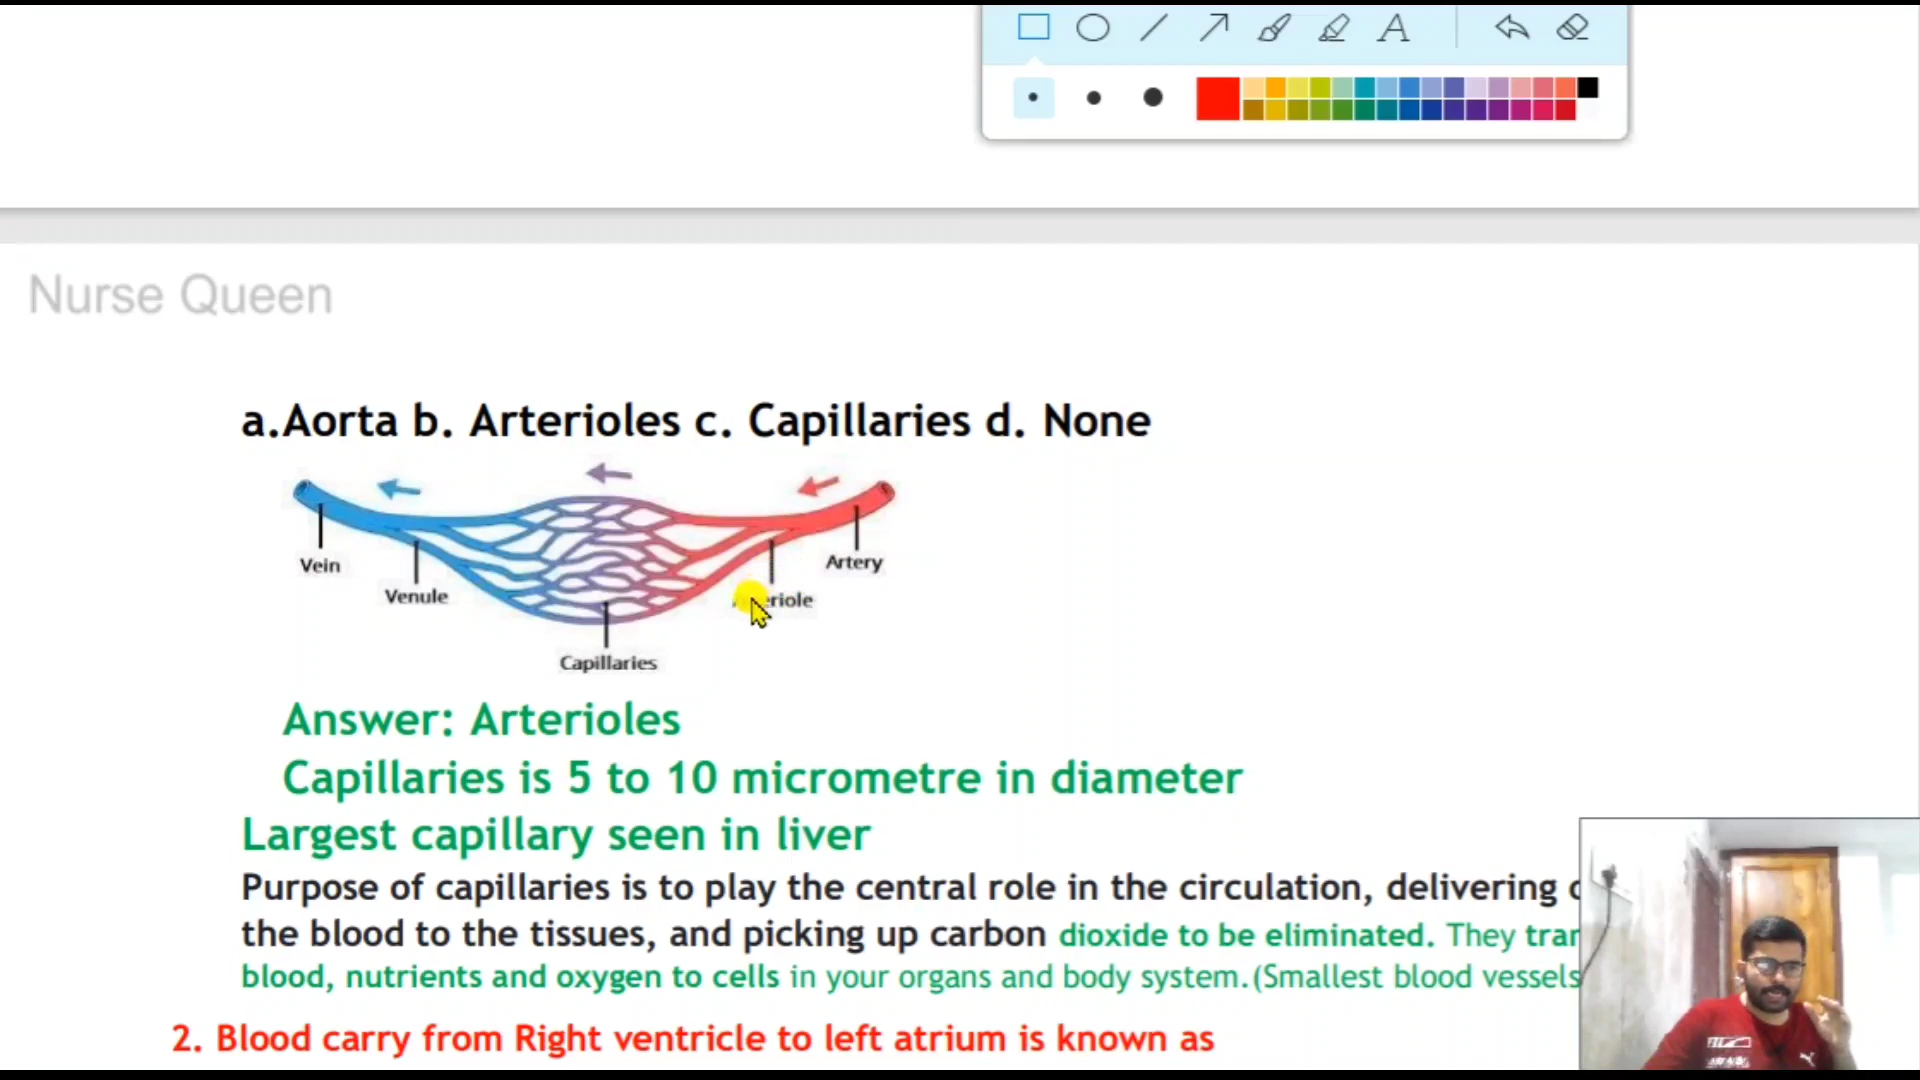 A
Nurse Queen
a.Aorta b. Arterioles c. Capillaries d. None
Vein
Artery
Venule
Capillaries
Answer: Arterioles
Capillaries is 5 to 10 micrometre in diameter
Largest capillary seen in liver
Purpose of capillaries is to play the central role in the circulation, delivering
the blood to the tissues, and picking up carbon dioxide to be eliminated. They
blood, nutrients and oxygen to cells in your organs and body system.(Smallest blood vessels
2. Blood carry from Right ventricle to left atrium is known as